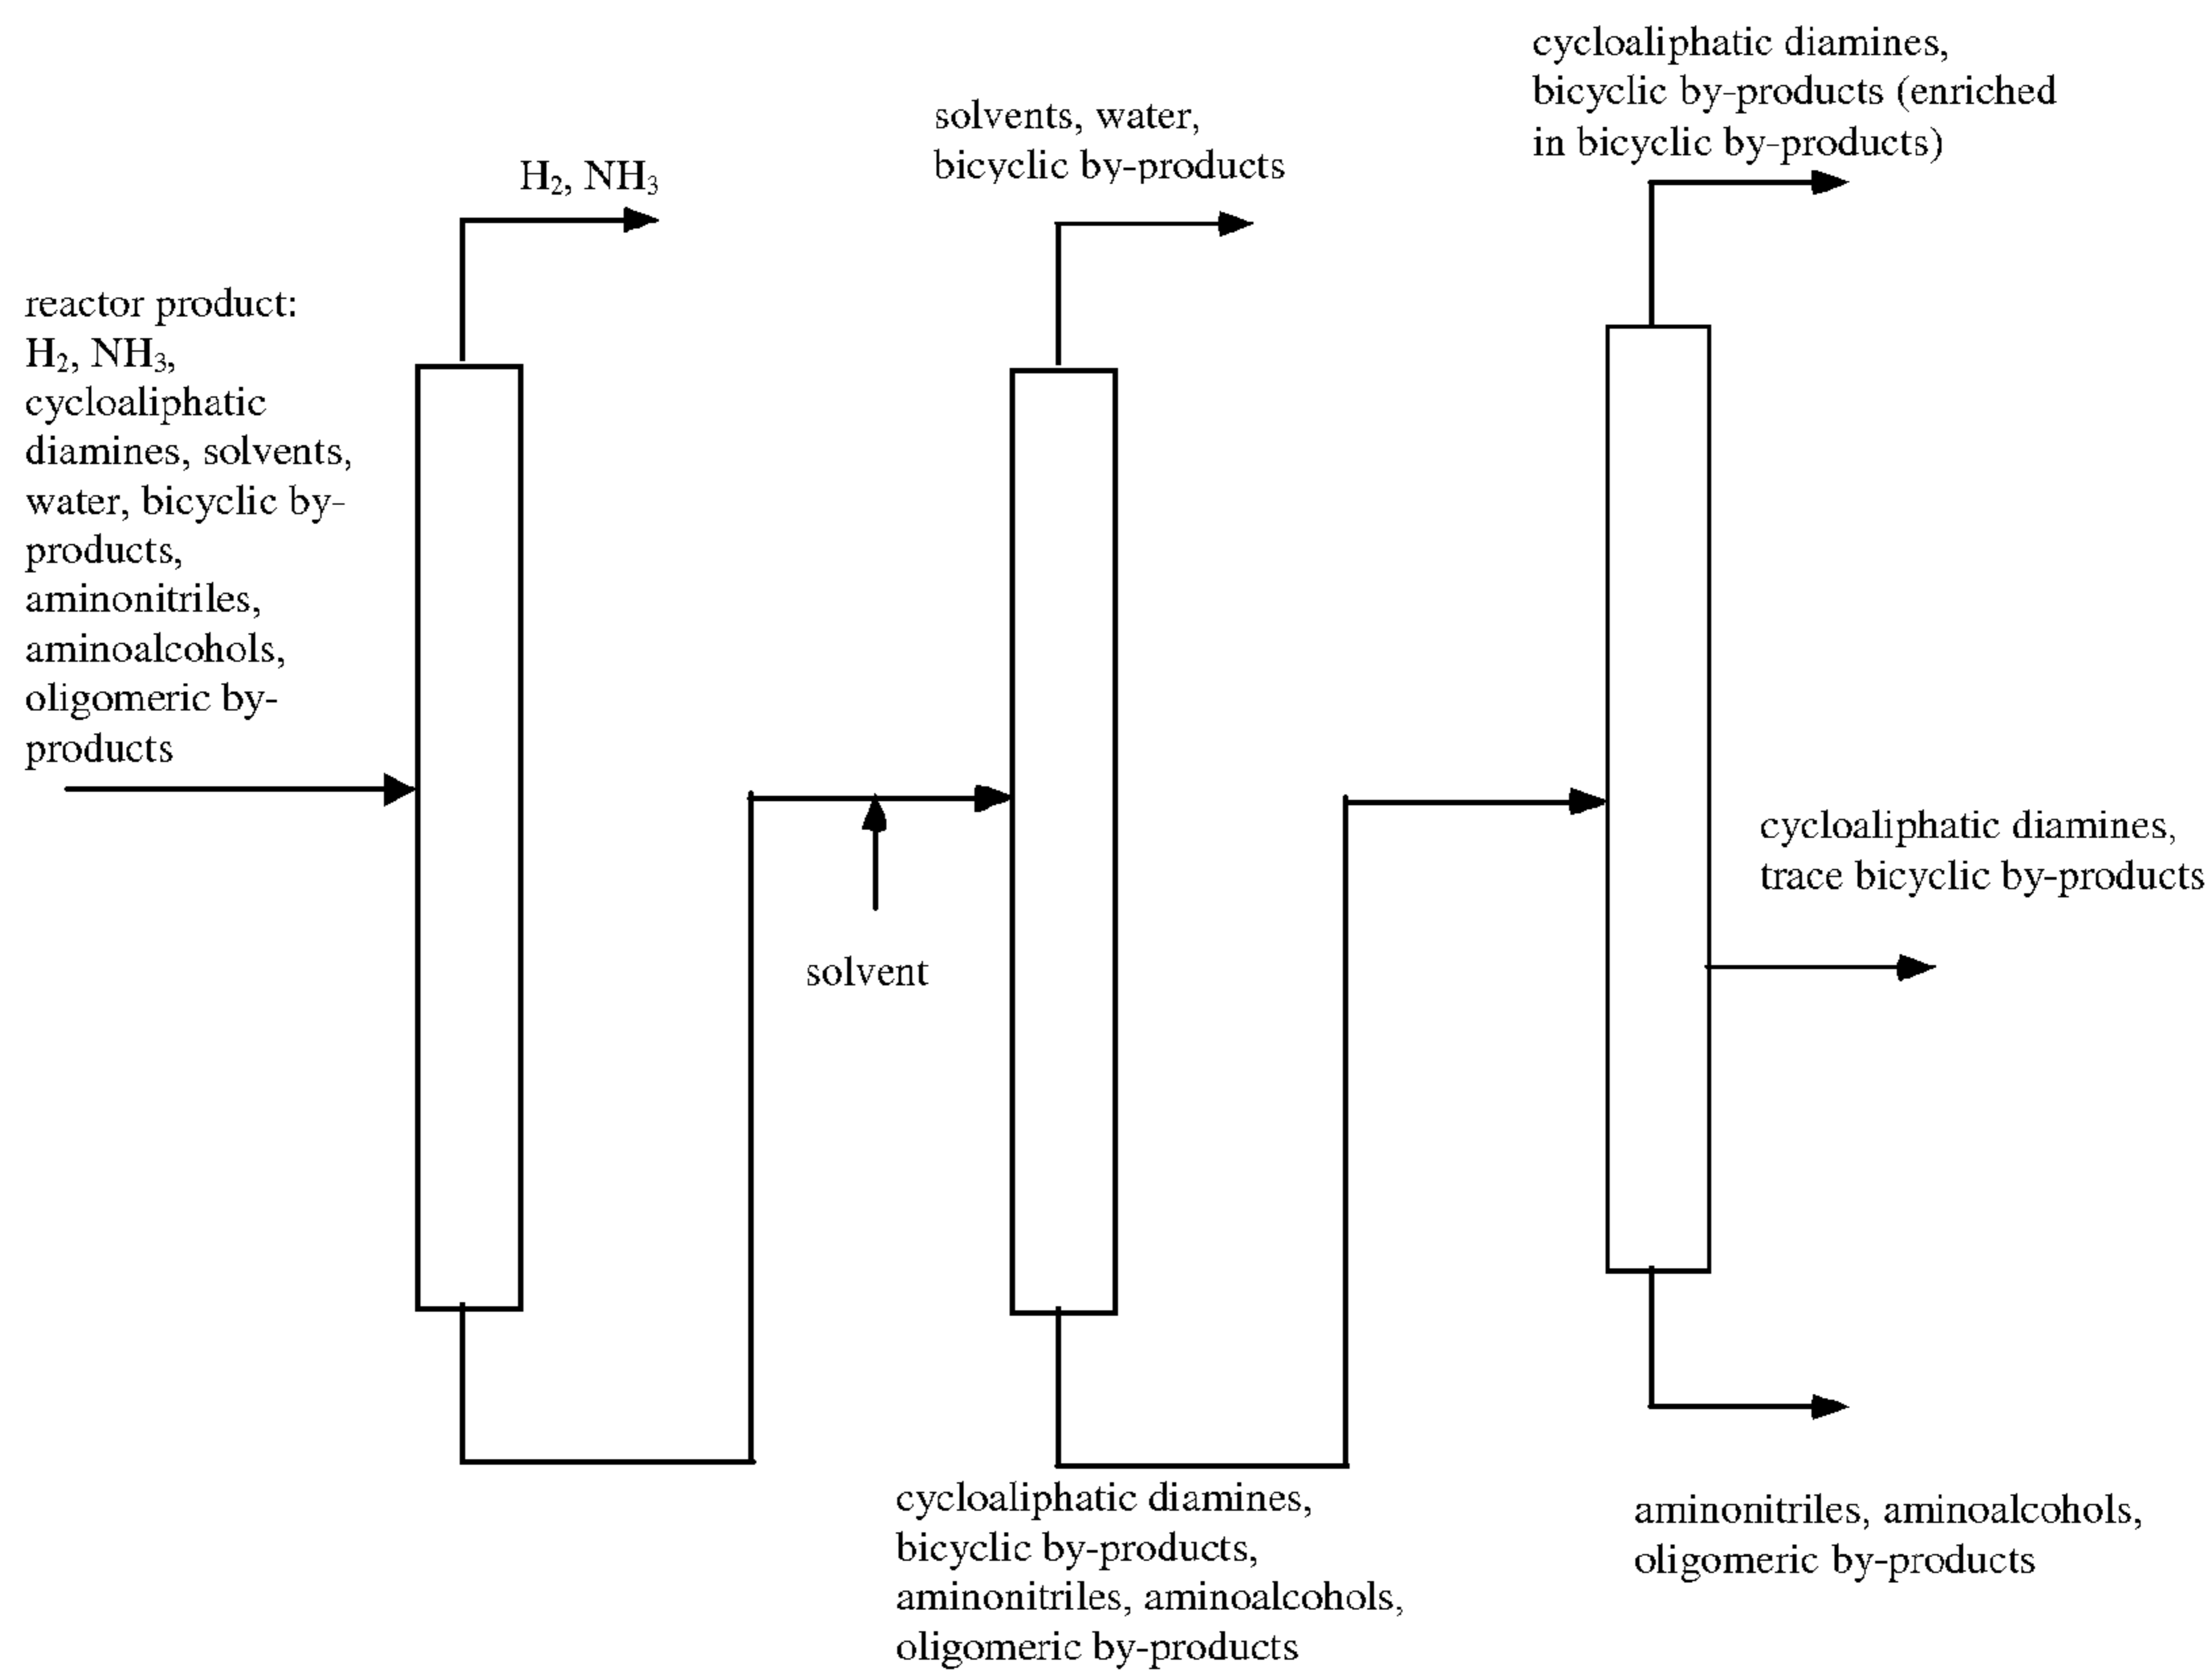 reactor product:
H₂, NH₃,
cycloaliphatic
diamines, solvents,
water, bicyclic by-
products,
aminonitriles,
aminoalcohols,
oligomeric by-
products
H₂, NH₃
solvent
solvents, water,
bicyclic by-products
cycloaliphatic diamines,
bicyclic by-products,
aminonitriles, aminoalcohols,
oligomeric by-products
cycloaliphatic diamines,
bicyclic by-products (enriched
in bicyclic by-products)
cycloaliphatic diamines,
trace bicyclic by-products
aminonitriles, aminoalcohols,
oligomeric by-products